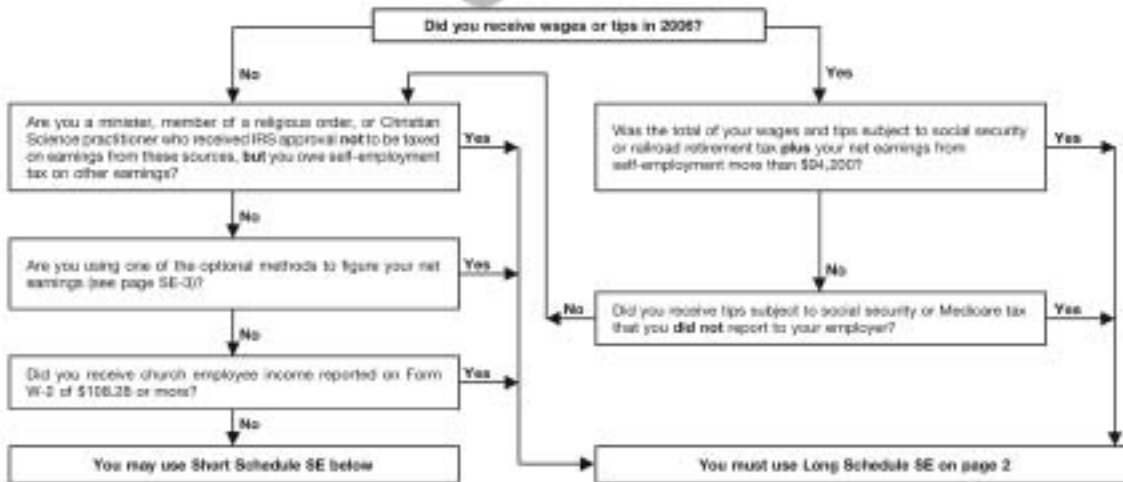 Did you receive wages or tips in 2006?
No
Yes
Are you a minister, member of a religious order, or Christian
Science practitioner who received IRS approval not to be taxed
on earnings from these sources, but you owe self-employment
tax on other earnings?
Yes
Was the total of your wages and tips subject to social security
or railroad retirement tax plus your net earnings from
self-employment more than $94,200?
Yes
No
Are you using one of the optional methods to figure your net
earnings (see page SE-3)?
Yes
No
No
Did you receive tips subject to social security or Medicare tax
that you did not report to your employer?
Yes
No
Did you receive church employee income reported on Form
W-2 of $108.28 or more?
Yes
No
You may use Short Schedule SE below
You must use Long Schedule SE on page 2